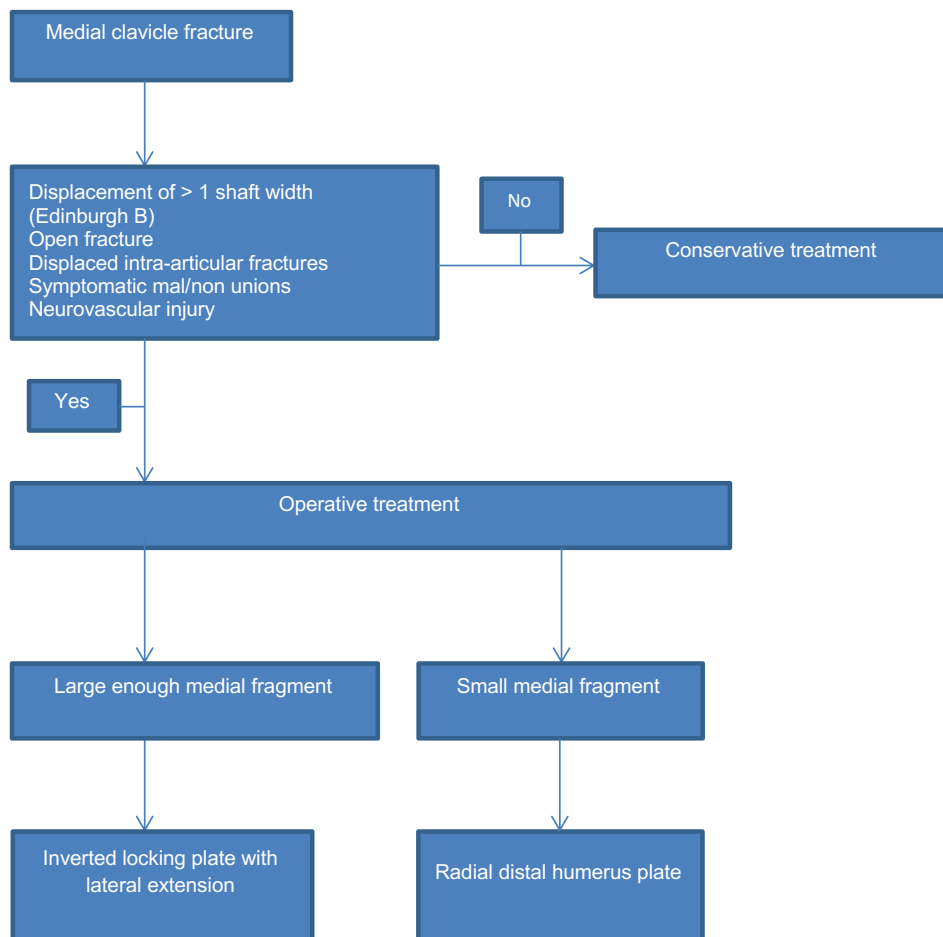 Medial clavicle fracture
Displacement of > 1 shaft width
(Edinburgh B)
Open fracture
Displaced intra-articular fractures
Symptomatic mal/non unions
Neurovascular injury
No
Conservative treatment
Yes
Operative treatment
Large enough medial fragment
Small medial fragment
Inverted locking plate with
lateral extension
Radial distal humerus plate